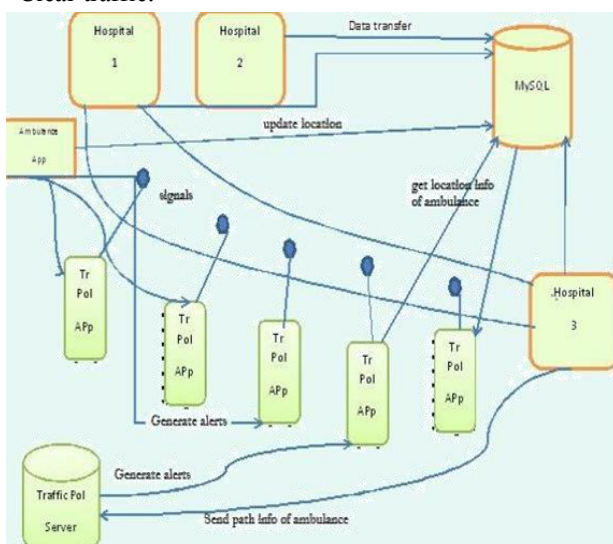 Clear traffic.
Hospital
1
Hospital
2
Data transfer
MySQL
Ambulance
App
update location
signals
get location info
of ambulance
Tr
Pol
APp
Tr
Pol
APp
Tr
Pol
APp
Tr
Pol
APp
Tr
Pol
APp
.Hospital
3
Generate alerts
Generate alerts
Traffic Pol
Server
Send path info of ambulance